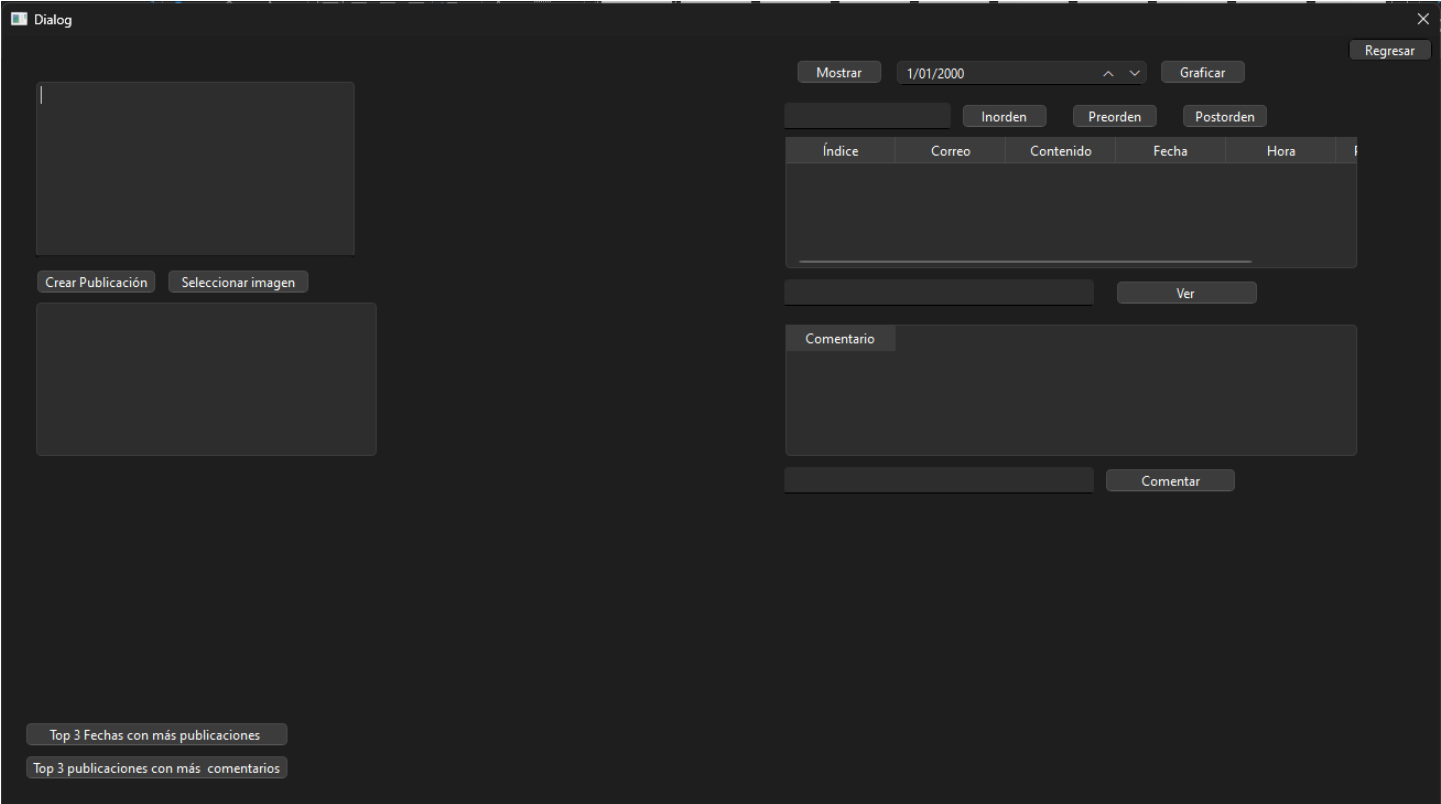 Dialog
Regresar
Mostrar 1/01/2000 Graficar
Inorden Preorden Postorden
Índice Correo Contenido Fecha Hora
Crear Publicación Seleccionar imagen
Ver
Comentario
Comentar
Top 3 Fechas con más publicaciones
Top 3 publicaciones con más comentarios